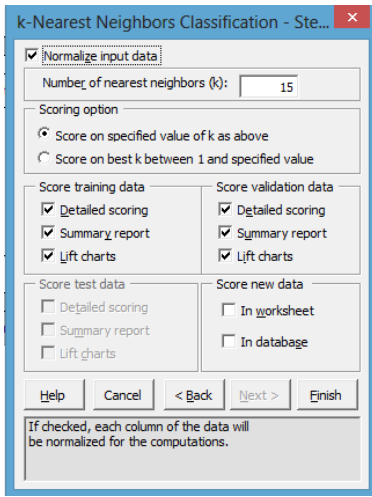 k-Nearest Neighbors Classification - Ste...
Normalize input data
Number of nearest neighbors (k): 15
Scoring option
Score on specified value of k as above
Score on best k between 1 and specified value
Score training data
Detailed scoring
Summary report
Lift charts
Score validation data
Detailed scoring
Summary report
Lift charts
Score test data
Detailed scoring
Summary report
Lift charts
Score new data
In worksheet
In database
Help Cancel < Back Next > Finish
If checked, each column of the data will
be normalized for the computations.